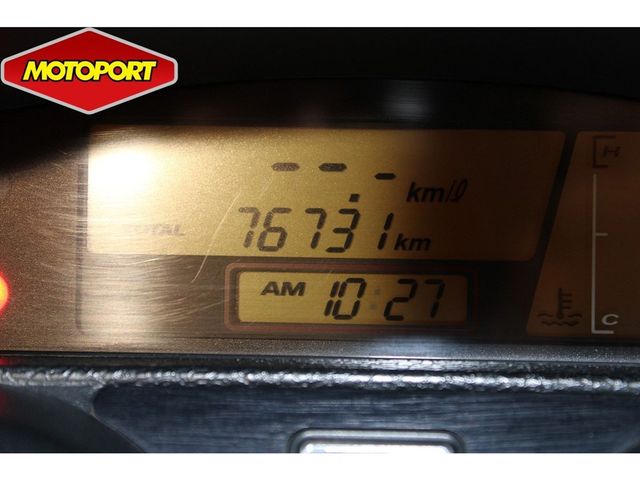 MOTOPORT
--.- km/ℓ
TOTAL 76731 km
AM 10:27
H
C